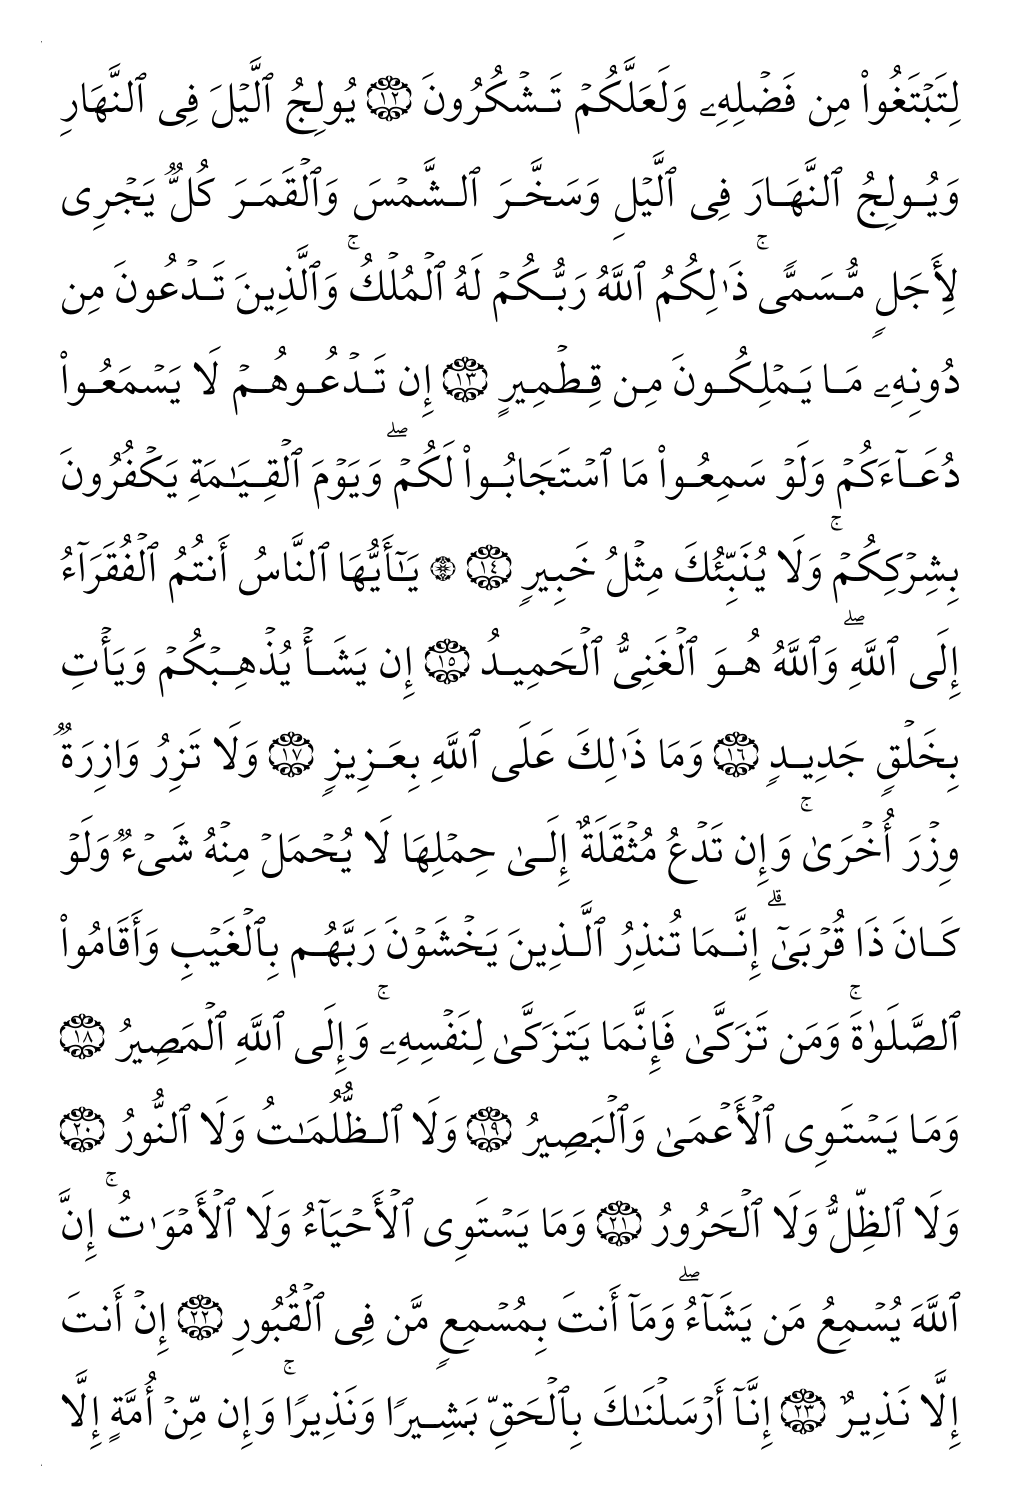 لِتَبۡتَغُواْ مِن فَضۡلِهِۦ وَلَعَلَّكُمۡ تَشۡكُرُونَ ١٢ يُولِجُ ٱلَّيۡلَ فِي ٱلنَّهَارِ
وَيُولِجُ ٱلنَّهَارَ فِي ٱلَّيۡلِ وَسَخَّرَ ٱلشَّمۡسَ وَٱلۡقَمَرَ كُلّٞ يَجۡرِي
لِأَجَلٖ مُّسَمّٗىۚ ذَٰلِكُمُ ٱللَّهُ رَبُّكُمۡ لَهُ ٱلۡمُلۡكُۚ وَٱلَّذِينَ تَدۡعُونَ مِن
دُونِهِۦ مَا يَمۡلِكُونَ مِن قِطۡمِيرٍ ١٣ إِن تَدۡعُوهُمۡ لَا يَسۡمَعُواْ
دُعَآءَكُمۡ وَلَوۡ سَمِعُواْ مَا ٱسۡتَجَابُواْ لَكُمۡۖ وَيَوۡمَ ٱلۡقِيَٰمَةِ يَكۡفُرُونَ
بِشِرۡكِكُمۡۚ وَلَا يُنَبِّئُكَ مِثۡلُ خَبِيرٖ ١٤ ۞ يَٰٓأَيُّهَا ٱلنَّاسُ أَنتُمُ ٱلۡفُقَرَآءُ
إِلَى ٱللَّهِۖ وَٱللَّهُ هُوَ ٱلۡغَنِيُّ ٱلۡحَمِيدُ ١٥ إِن يَشَأۡ يُذۡهِبۡكُمۡ وَيَأۡتِ
بِخَلۡقٖ جَدِيدٖ ١٦ وَمَا ذَٰلِكَ عَلَى ٱللَّهِ بِعَزِيزٖ ١٧ وَلَا تَزِرُ وَازِرَةٞ
وِزۡرَ أُخۡرَىٰۚ وَإِن تَدۡعُ مُثۡقَلَةٌ إِلَىٰ حِمۡلِهَا لَا يُحۡمَلۡ مِنۡهُ شَيۡءٞ وَلَوۡ
كَانَ ذَا قُرۡبَىٰٓۗ إِنَّمَا تُنذِرُ ٱلَّذِينَ يَخۡشَوۡنَ رَبَّهُم بِٱلۡغَيۡبِ وَأَقَامُواْ
ٱلصَّلَوٰةَۚ وَمَن تَزَكَّىٰ فَإِنَّمَا يَتَزَكَّىٰ لِنَفۡسِهِۦۚ وَإِلَى ٱللَّهِ ٱلۡمَصِيرُ ١٨
وَمَا يَسۡتَوِي ٱلۡأَعۡمَىٰ وَٱلۡبَصِيرُ ١٩ وَلَا ٱلظُّلُمَٰتُ وَلَا ٱلنُّورُ ٢٠
وَلَا ٱلظِّلُّ وَلَا ٱلۡحَرُورُ ٢١ وَمَا يَسۡتَوِي ٱلۡأَحۡيَآءُ وَلَا ٱلۡأَمۡوَٰتُۚ إِنَّ
ٱللَّهَ يُسۡمِعُ مَن يَشَآءُۖ وَمَآ أَنتَ بِمُسۡمِعٖ مَّن فِي ٱلۡقُبُورِ ٢٢ إِنۡ أَنتَ
إِلَّا نَذِيرٌ ٢٣ إِنَّآ أَرۡسَلۡنَٰكَ بِٱلۡحَقِّ بَشِيرٗا وَنَذِيرٗاۚ وَإِن مِّنۡ أُمَّةٍ إِلَّا